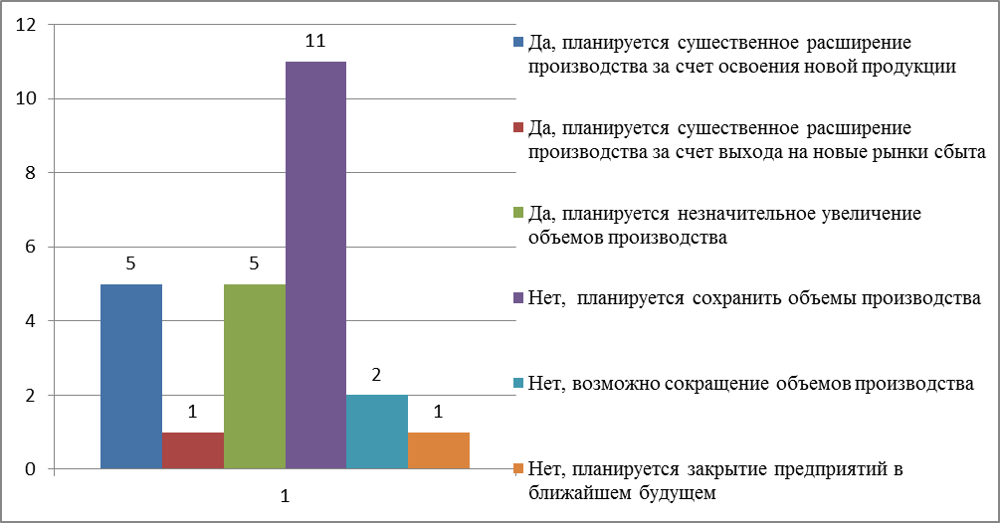 12
10
8
6
4
2
0
5
1
5
11
2
1
1
Да, планируется сушественное расширение
производства за счет освоения новой продукции
Да, планируется сушественное расширение
производства за счет выхода на новые рынки сбыта
Да, планируется незначительное увеличение
объемов производства
Нет, планируется сохранить объемы производства
Нет, возможно сокращение объемов производства
Нет, планируется закрытие предприятий в
ближайшем будущем